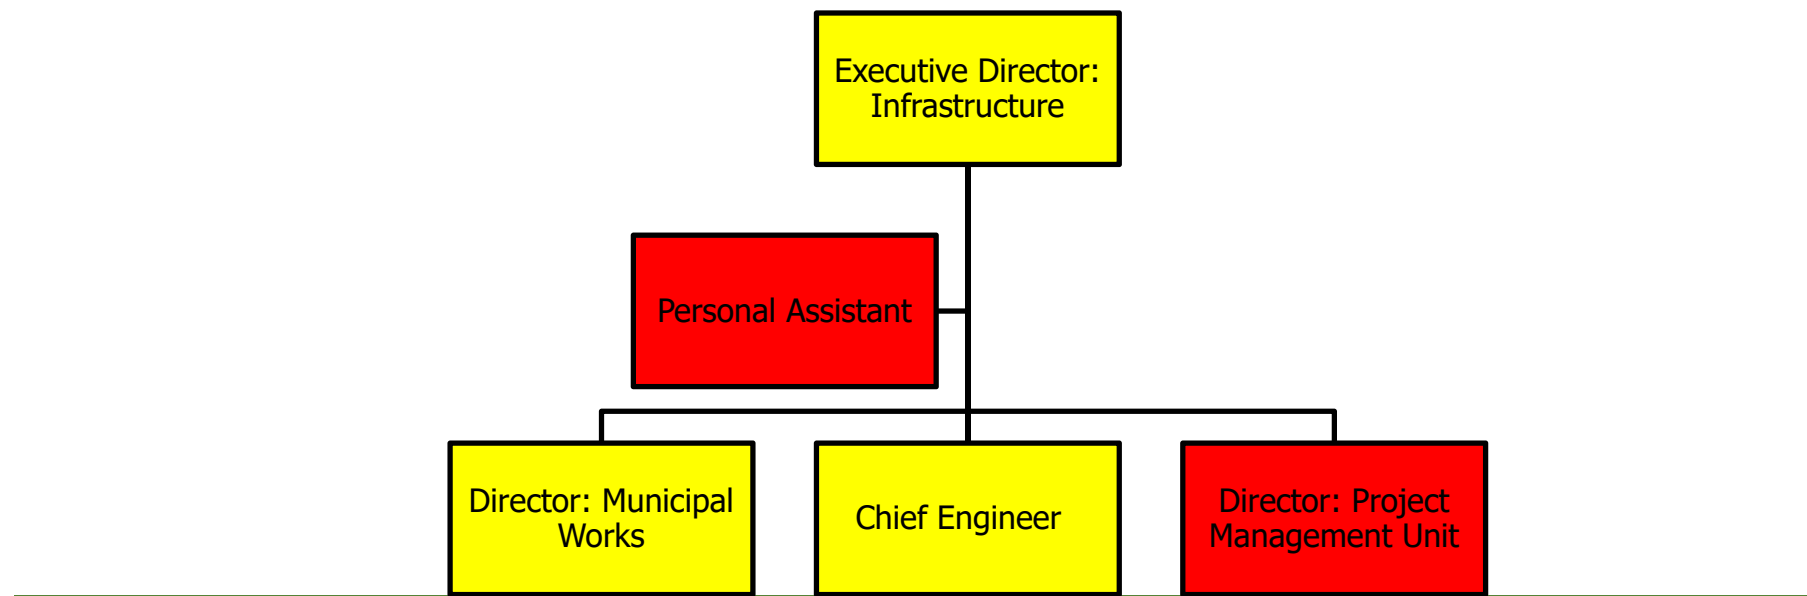 Executive Director:
Infrastructure
Personal Assistant
Director: Municipal
Works
Chief Engineer
Director: Project
Management Unit